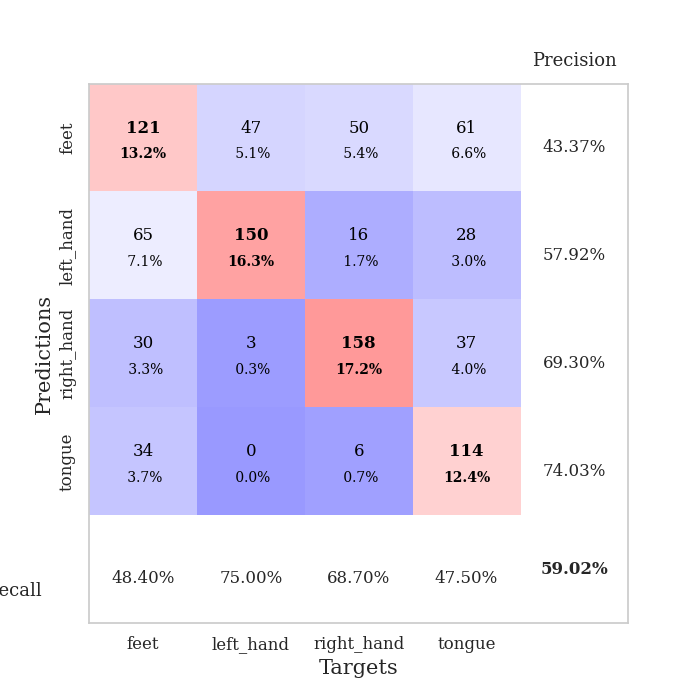 Precision
feet 121 47 50 61 43.37%
13.2% 5.1% 5.4% 6.6%
left_hand 65 150 16 28 57.92%
7.1% 16.3% 1.7% 3.0%
Predictions
right_hand 30 3 158 37 69.30%
3.3% 0.3% 17.2% 4.0%
tongue 34 0 6 114 74.03%
3.7% 0.0% 0.7% 12.4%
ecall 48.40% 75.00% 68.70% 47.50% 59.02%
feet left_hand right_hand tongue
Targets